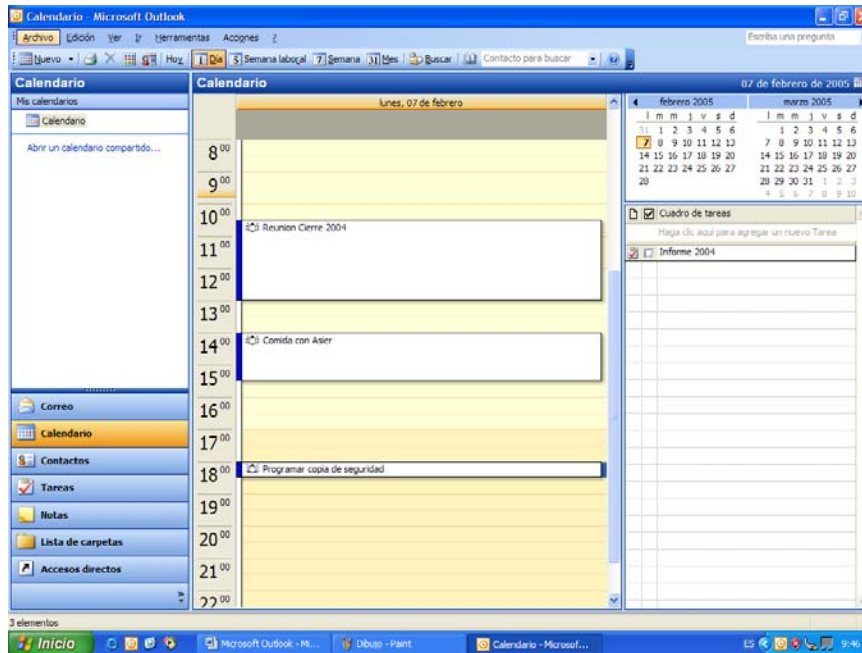 Calendario - Microsoft Outlook
Archivo Edición Ver Ir Herramientas Acciones ?
Escriba una pregunta
Nuevo Hoy 1 Día 5 Semana laboral 7 Semana 31 Mes Buscar Contacto para buscar
Calendario
Mis calendarios
Calendario
Abrir un calendario compartido...
Correo
Calendario
Contactos
Tareas
Notas
Lista de carpetas
Accesos directos
Calendario 07 de febrero de 2005
lunes, 07 de febrero
8 00
9 00
10 00
Reunion Cierre 2004
11 00
12 00
13 00
14 00 Comida con Asier
15 00
16 00
17 00
18 00 Programar copia de seguridad
19 00
20 00
21 00
22 00
febrero 2005
l m m j v s d
31 1 2 3 4 5 6
7 8 9 10 11 12 13
14 15 16 17 18 19 20
21 22 23 24 25 26 27
28
marzo 2005
l m m j v s d
1 2 3 4 5 6
7 8 9 10 11 12 13
14 15 16 17 18 19 20
21 22 23 24 25 26 27
28 29 30 31 1 2 3
4 5 6 7 8 9 10
Cuadro de tareas
Haga clic aquí para agregar un nuevo Tarea
Informe 2004
3 elementos
Inicio Microsoft Outlook - Mi... Dibujo - Paint Calendario - Microsof... ES 9:46